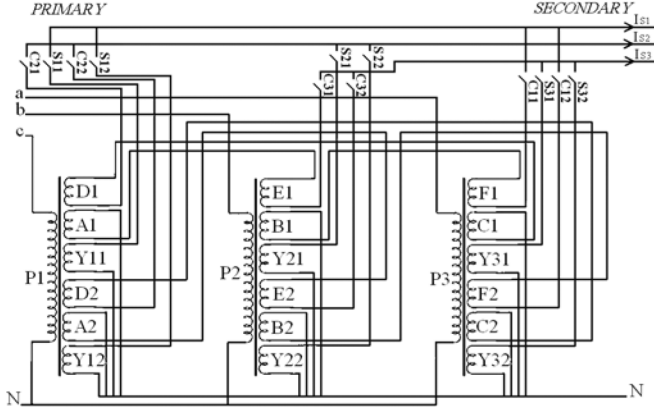 PRIMARY SECONDARY
IS1
IS2
IS3
C21 S11 C22 S12 S21 S22 C31 C32 C11 S31 C12 S32
a
b
c
D1 E1 F1
A1 B1 C1
Y11 Y21 Y31
P1 P2 P3
D2 E2 F2
A2 B2 C2
Y12 Y22 Y32
N N